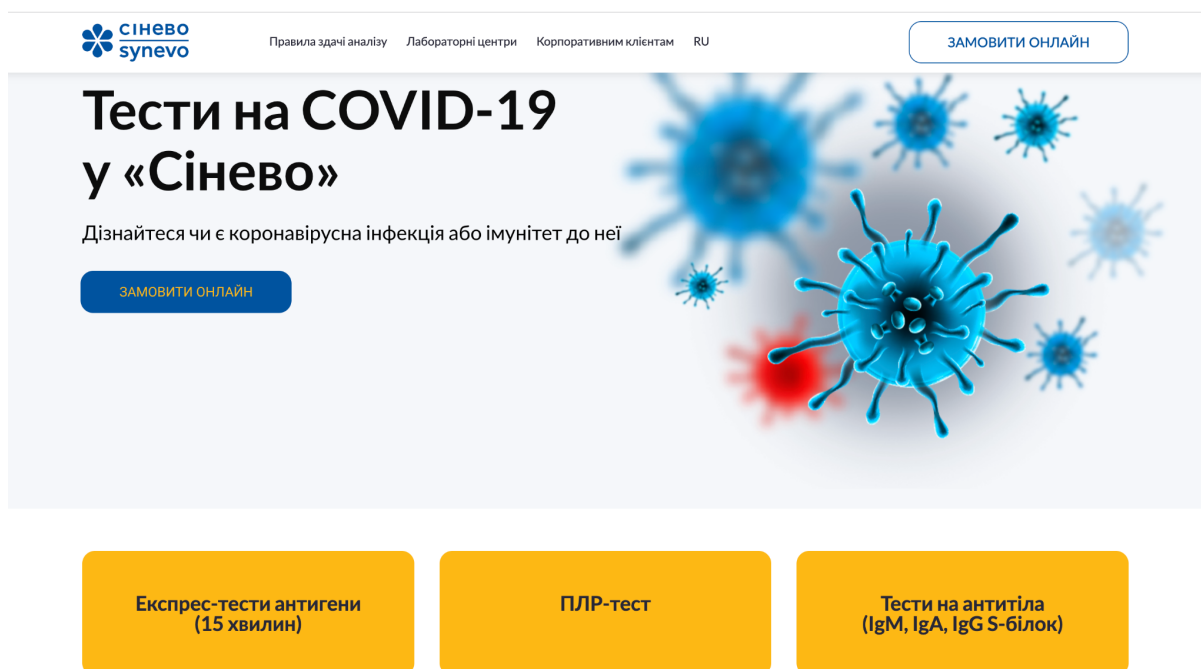 СІНЕВО
synevo
Правила здачі аналізу Лабораторні центри Корпоративним клієнтам RU
ЗАМОВИТИ ОНЛАЙН
Тести на COVID-19
у «Сінево»
Дізнайтеся чи є коронавірусна інфекція або імунітет до неї
ЗАМОВИТИ ОНЛАЙН
Експрес-тести антигени
(15 хвилин)
ПЛР-тест
Тести на антитіла
(IgM, IgA, IgG S-білок)